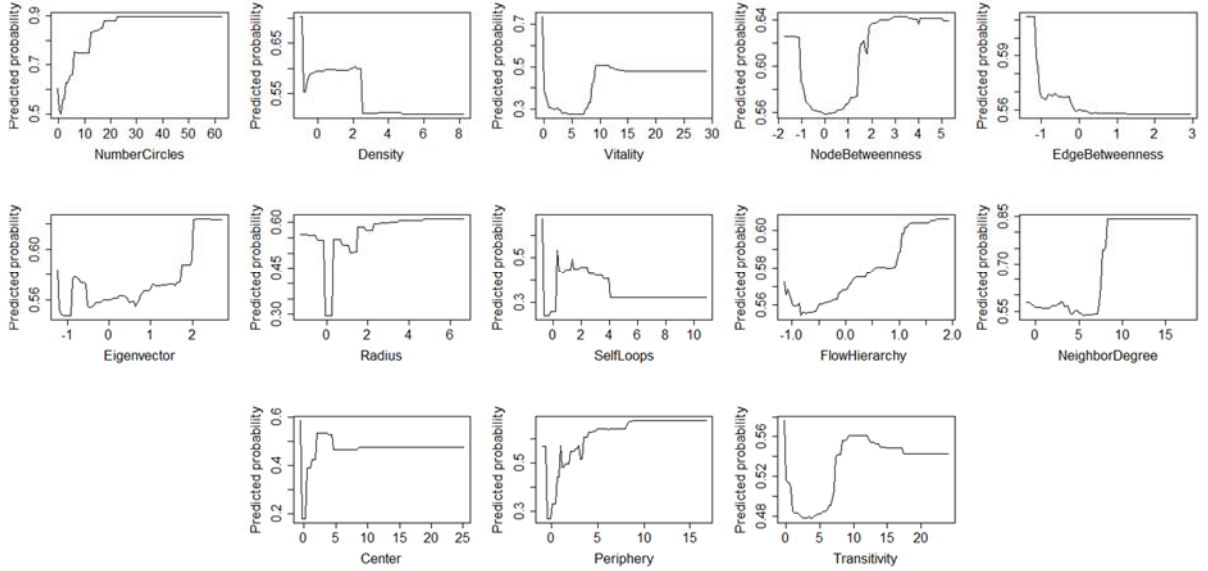 Predicted probability
0.5 0.7 0.9
0 10 20 30 40 50 60
NumberCircles
Predicted probability
0.55 0.65
0 2 4 6 8
Density
Predicted probability
0.3 0.5 0.7
0 5 10 15 20 25 30
Vitality
Predicted probability
0.56 0.60 0.64
-2 -1 0 1 2 3 4 5
NodeBetweenness
Predicted probability
0.56 0.59
-1 0 1 2 3
EdgeBetweenness
Predicted probability
0.56 0.60
-1 0 1 2
Eigenvector
Predicted probability
0.30 0.45 0.60
0 2 4 6
Radius
Predicted probability
0.3 0.5
0 2 4 6 8 10
SelfLoops
Predicted probability
0.56 0.58 0.60
-1.0 0.0 1.0 2.0
FlowHierarchy
Predicted probability
0.55 0.70 0.85
0 5 10 15
NeighborDegree
Predicted probability
0.2 0.4 0.6
0 5 10 15 20 25
Center
Predicted probability
0.3 0.5
0 5 10 15
Periphery
Predicted probability
0.48 0.52 0.56
0 5 10 15 20
Transitivity